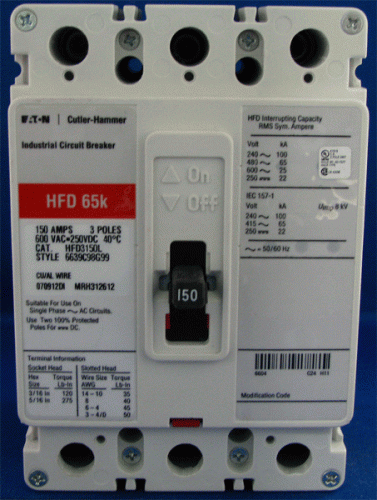 EATON | Cutler-Hammer
Industrial Circuit Breaker
HFD 65k
150 AMPS 3 POLES
600 VAC•250VDC 40°C
CAT. HFD3150L
STYLE 6639C98G99
CU/AL WIRE
MRH312612
Suitable For Use On
Single Phase ~ AC Circuits.
Use Two 100% Protected
Poles For DC.
Terminal Information
Socket Head
Hex Size Torque Lb-in
3/16 in 120
5/16 in 275
Slotted Head
Wire Size AWG Torque Lb-in
14 - 10 35
40
6 - 4 45
3 - 4/0 50
On
Off
150
HFD Interrupting Capacity
RMS Sym. Ampere
Volt kA
240 ~ 100
480 ~ 65
600 ~ 25
250 22
IEC 157-1
Volt kA
240 ~ 100
415 ~ 65
250 22
~ = 50/60 Hz
Modification Code